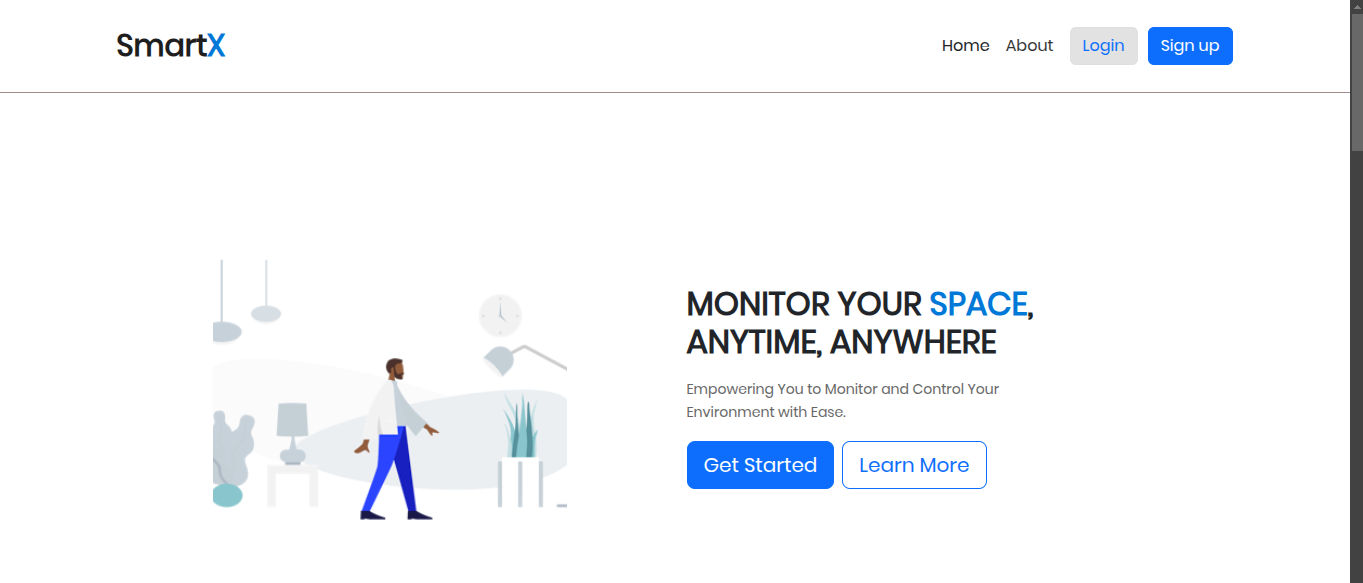 SmartX
Home About Login Sign up
MONITOR YOUR SPACE,
ANYTIME, ANYWHERE
Empowering You to Monitor and Control Your
Environment with Ease.
Get Started Learn More